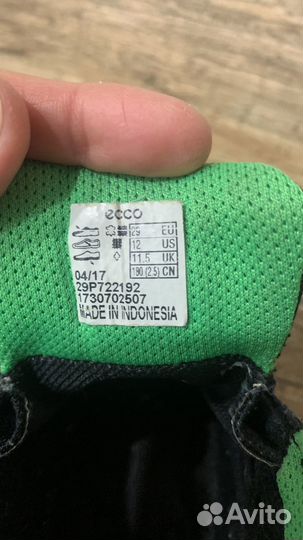 ecco
29 EU
12 US
11.5 UK
190 (2.5) CN
04/17
29P722192
1730702507
MADE IN INDONESIA
Avito